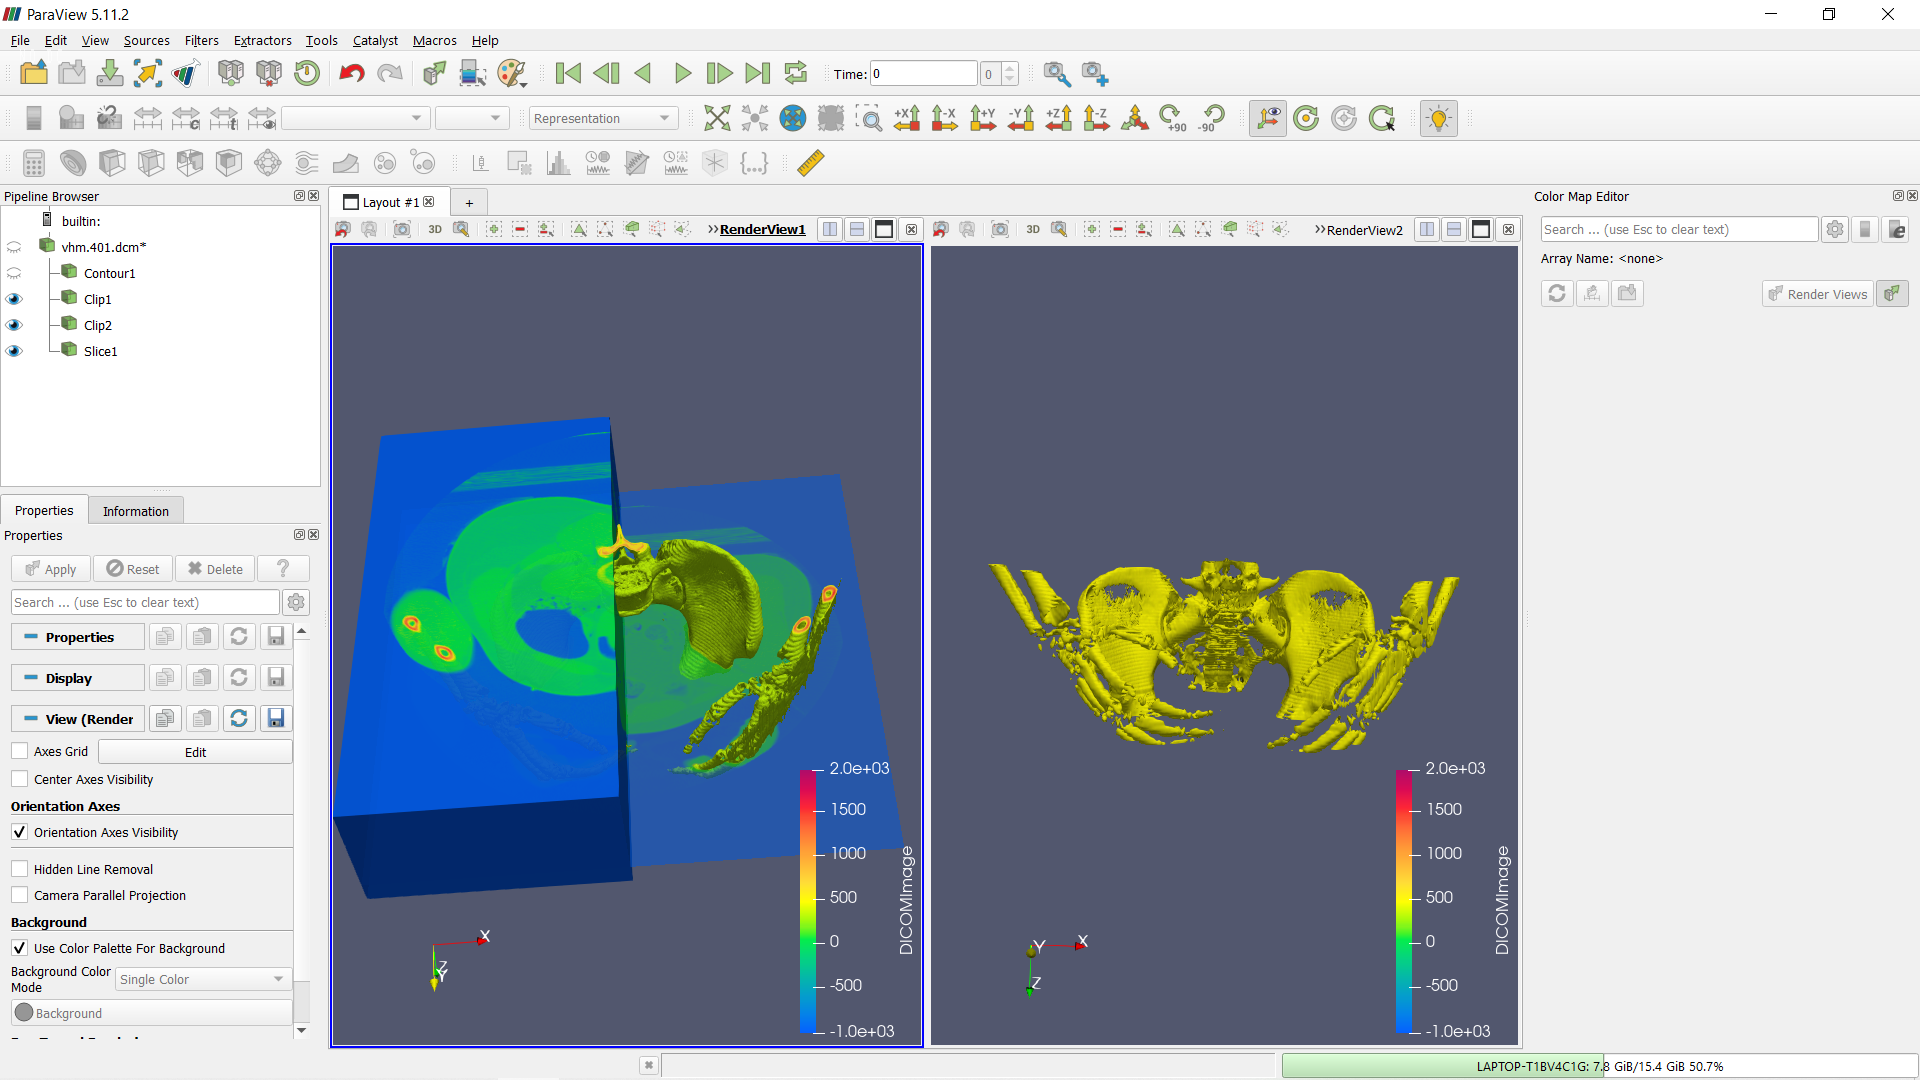 ParaView 5.11.2
File Edit View Sources Filters Extractors Tools Catalyst Macros Help
Time: 0 0
Representation +X -X +Y -Y +Z -Z +90 -90
Pipeline Browser
builtin:
vhm.401.dcm*
Contour1
Clip1
Clip2
Slice1
Properties Information
Properties
Apply Reset Delete ?
Search ... (use Esc to clear text)
Properties
Display
View (Render
Axes Grid Edit
Center Axes Visibility
Orientation Axes
Orientation Axes Visibility
Hidden Line Removal
Camera Parallel Projection
Background
Use Color Palette For Background
Background Color
Mode Single Color
Background
Layout #1 +
3D >>RenderView1
2.0e+03
1500
1000
500
0
-500
-1.0e+03
DICOMImage
X
Z
Y
3D >>RenderView2
2.0e+03
1500
1000
500
0
-500
-1.0e+03
DICOMImage
Y X
Z
Color Map Editor
Search ... (use Esc to clear text)
Array Name: <none>
Render Views
LAPTOP-T1BV4C1G: 7.8 GiB/15.4 GiB 50.7%